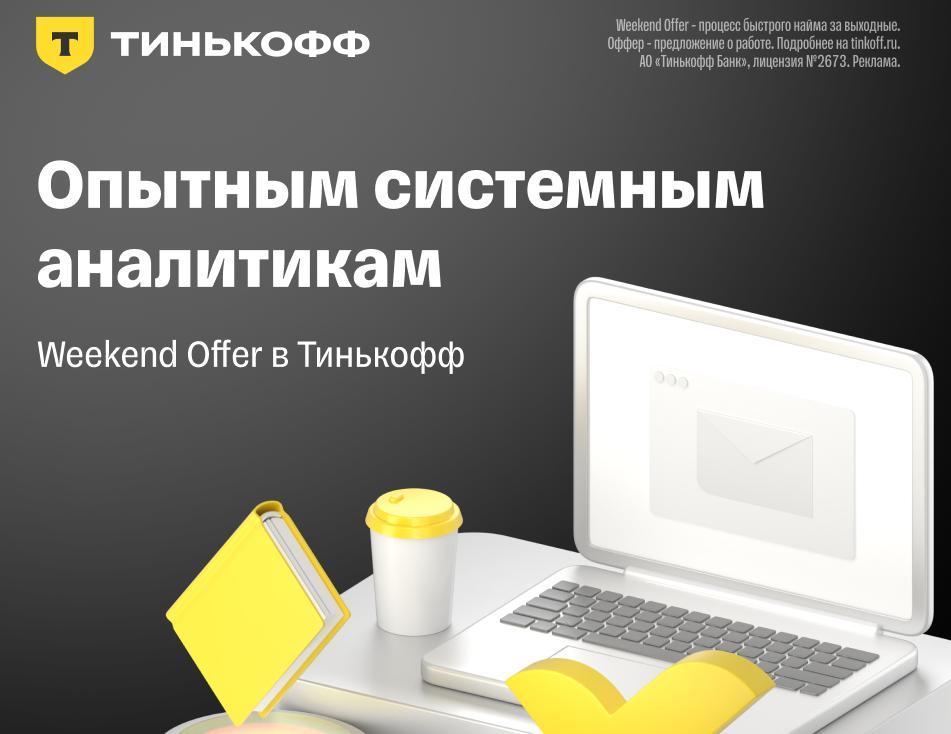 Т ТИНЬКОФФ
Weekend Offer - процесс быстрого найма за выходные.
Оффер - предложение о работе. Подробнее на tinkoff.ru.
АО «Тинькофф Банк», лицензия №2673. Реклама.
Опытным системным
аналитикам
Weekend Offer в Тинькофф